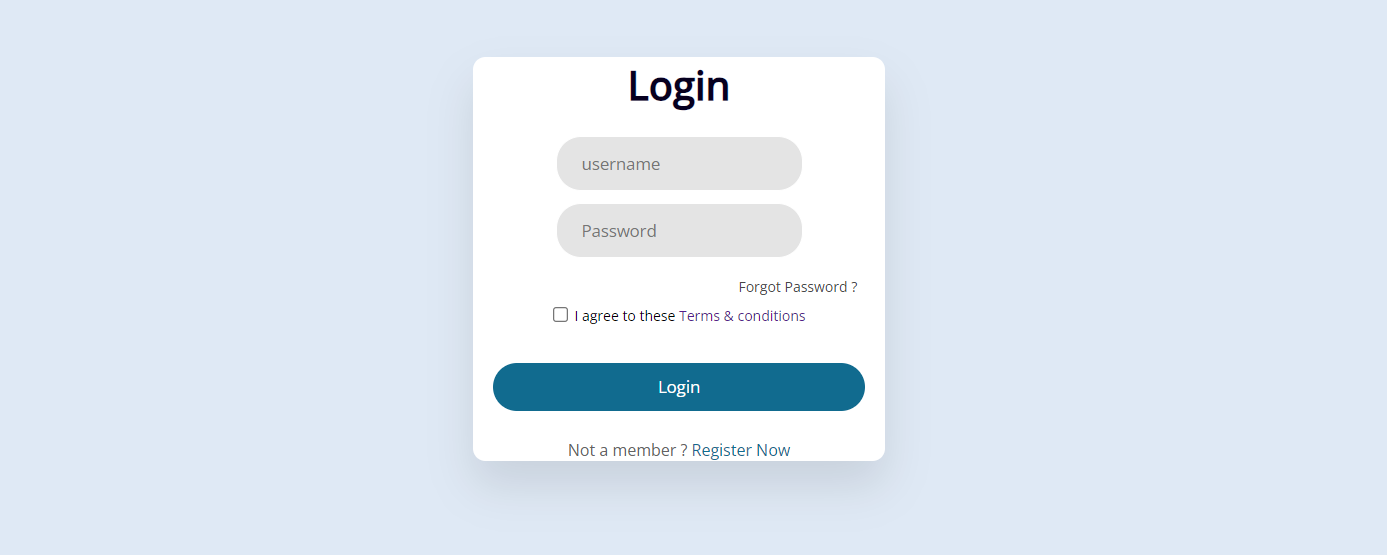 Login
username
Password
Forgot Password ?
I agree to these Terms & conditions
Login
Not a member ? Register Now